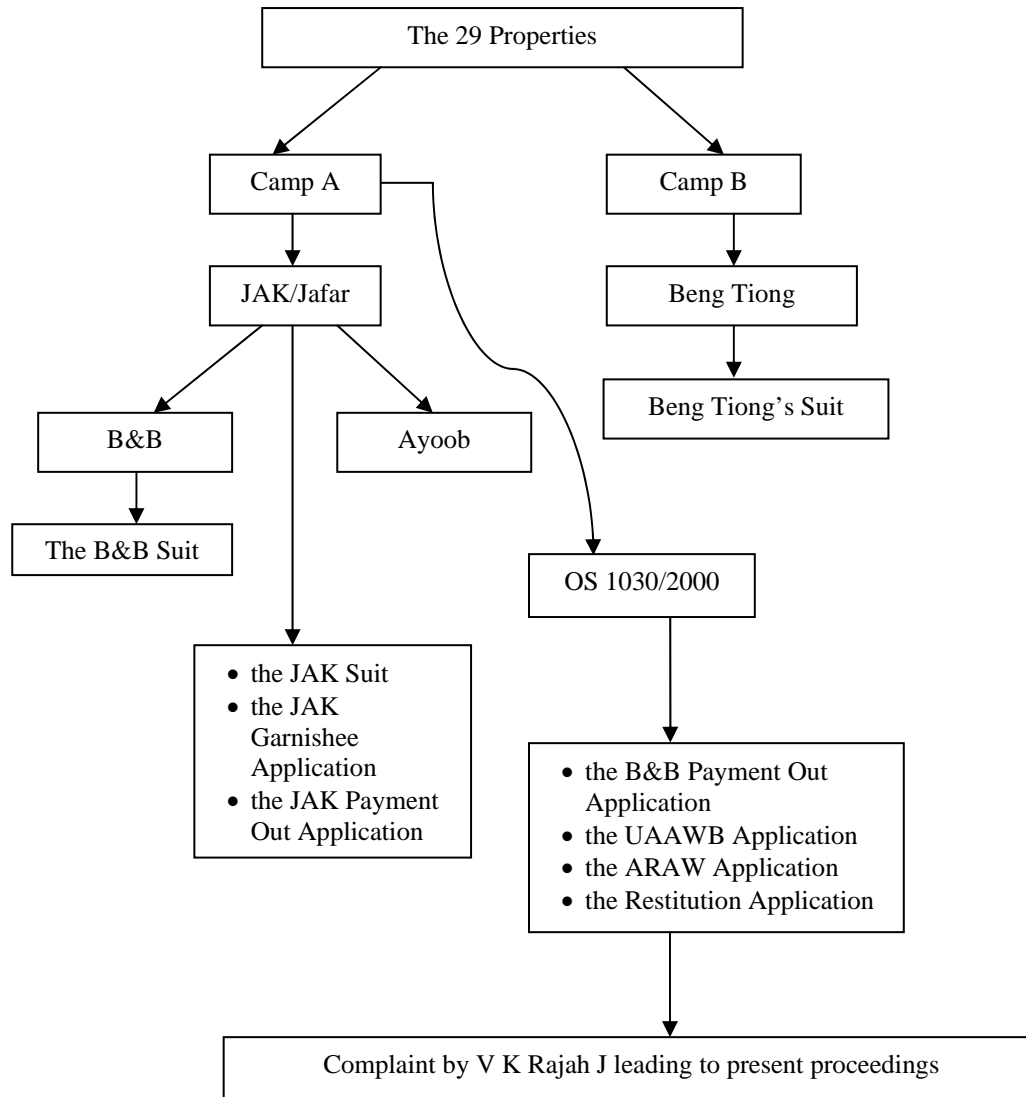 The 29 Properties
Camp A
Camp B
JAK/Jafar
Beng Tiong
Beng Tiong’s Suit
B&B
Ayoob
The B&B Suit
OS 1030/2000
• the JAK Suit
• the JAK
Garnishee
Application
• the JAK Payment
Out Application
• the B&B Payment Out
Application
• the UAAWB Application
• the ARAW Application
• the Restitution Application
Complaint by V K Rajah J leading to present proceedings